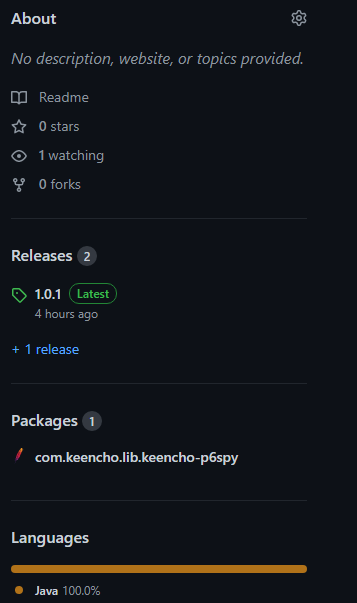 About
No description, website, or topics provided.
Readme
0 stars
1 watching
0 forks
Releases 2
1.0.1 Latest
4 hours ago
+ 1 release
Packages 1
com.keencho.lib.keencho-p6spy
Languages
Java 100.0%